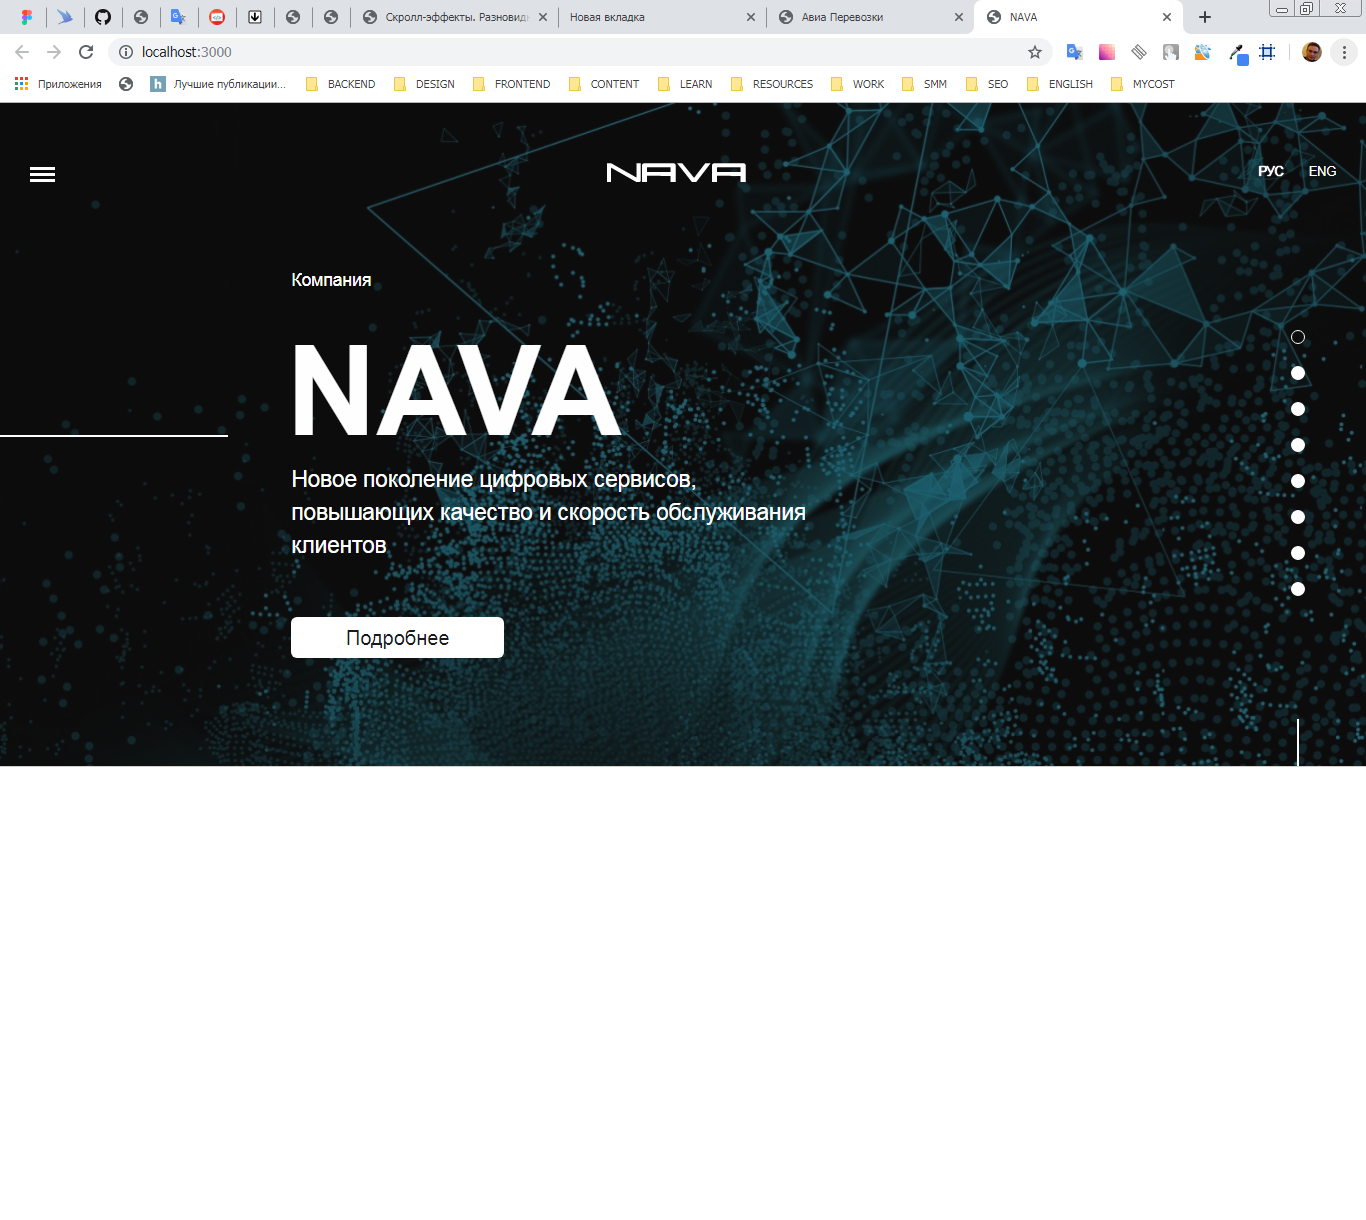 Скролл-эффекты. Разновид
Новая вкладка
Авиа Перевозки
NAVA
localhost:3000
Приложения
h
Лучшие публикации...
BACKEND
DESIGN
FRONTEND
CONTENT
LEARN
RESOURCES
WORK
SMM
SEO
ENGLISH
MYCOST
NAVA
РУС
ENG
Компания
NAVA
Новое поколение цифровых сервисов,
повышающих качество и скорость обслуживания
клиентов
Подробнее